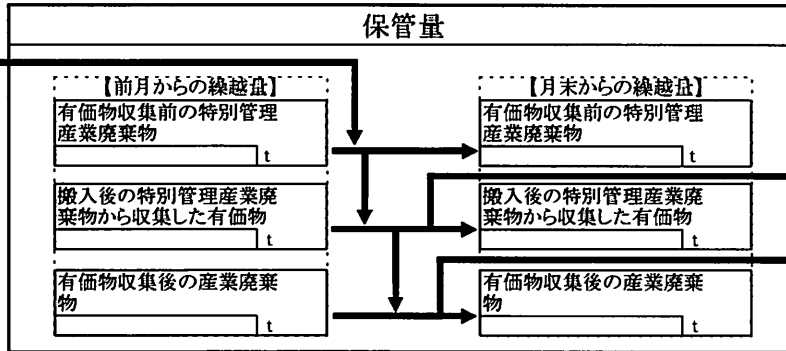 保管量
【前月からの繰越量】
有価物収集前の特別管理
産業廃棄物
t
搬入後の特別管理産業廃
棄物から収集した有価物
t
有価物収集後の産業廃棄
物
t
【月末からの繰越量】
有価物収集前の特別管理
産業廃棄物
t
搬入後の特別管理産業廃
棄物から収集した有価物
t
有価物収集後の産業廃棄
物
t